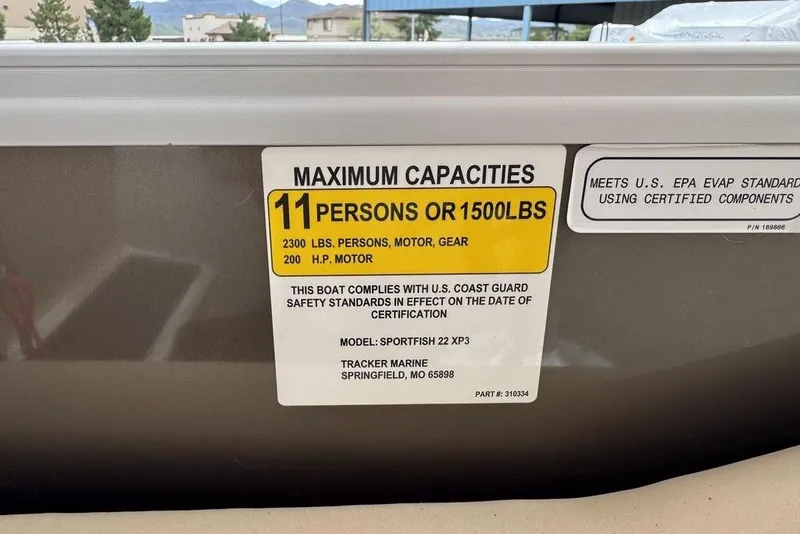 MAXIMUM CAPACITIES
11 PERSONS OR 1500LBS
2300 LBS. PERSONS, MOTOR, GEAR
200 H.P. MOTOR
THIS BOAT COMPLIES WITH U.S. COAST GUARD
SAFETY STANDARDS IN EFFECT ON THE DATE OF
CERTIFICATION
MODEL: SPORTFISH 22 XP3
TRACKER MARINE
SPRINGFIELD, MO 65898
PART #: 310334
MEETS U.S. EPA EVAP STANDARD
USING CERTIFIED COMPONENTS
P/N 189866